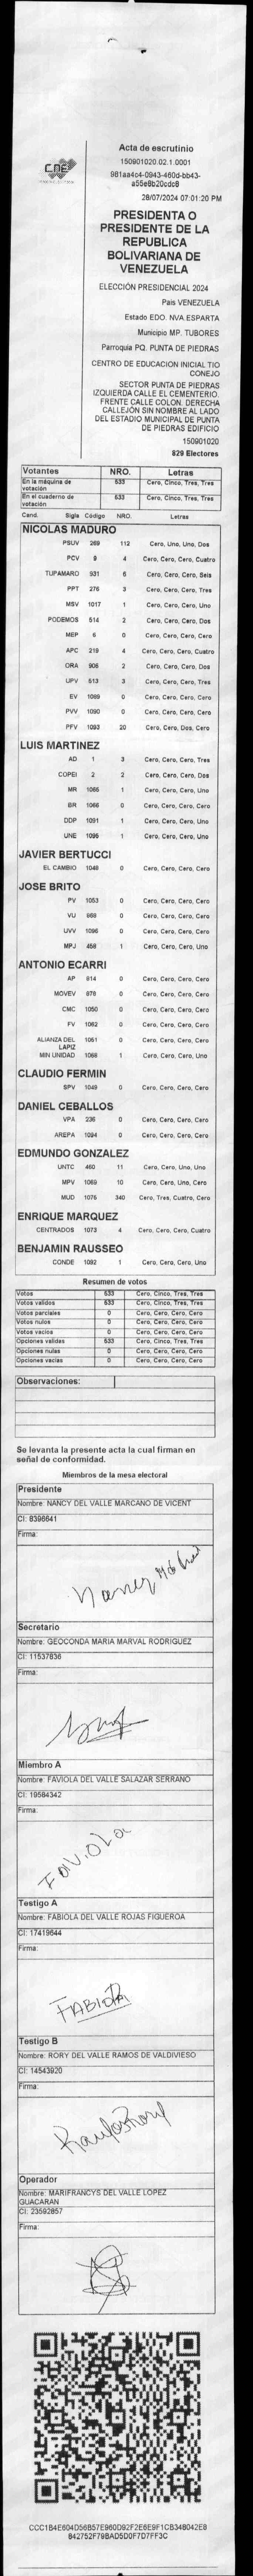 CNE
Acta de escrutinio
150901020.02.1.0001
981aa4c4-0943-460d-bb43-
a55e8b20cdc8
28/07/2024 07:01:20 PM
PRESIDENTA O
PRESIDENTE DE LA
REPUBLICA
BOLIVARIANA DE
VENEZUELA
ELECCIÓN PRESIDENCIAL 2024
Pais VENEZUELA
Estado EDO. NVA.ESPARTA
Municipio MP. TUBORES
Parroquia PQ. PUNTA DE PIEDRAS
CENTRO DE EDUCACION INICIAL TIO
CONEJO
SECTOR PUNTA DE PIEDRAS
IZQUIERDA CALLE EL CEMENTERIO.
FRENTE CALLE COLON. DERECHA
CALLEJÓN SIN NOMBRE AL LADO
DEL ESTADIO MUNICIPAL DE PUNTA
DE PIEDRAS EDIFICIO
150901020
829 Electores
Votantes NRO. Letras
En la máquina de votación 533 Cero, Cinco, Tres, Tres
En el cuaderno de votación 533 Cero, Cinco, Tres, Tres
Cand. Sigla Código NRO. Letras
NICOLAS MADURO
PSUV 269 112 Cero, Uno, Uno, Dos
PCV 9 4 Cero, Cero, Cero, Cuatro
TUPAMARO 931 6 Cero, Cero, Cero, Seis
PPT 276 3 Cero, Cero, Cero, Tres
MSV 1017 1 Cero, Cero, Cero, Uno
PODEMOS 514 2 Cero, Cero, Cero, Dos
MEP 6 0 Cero, Cero, Cero, Cero
APC 219 4 Cero, Cero, Cero, Cuatro
ORA 906 2 Cero, Cero, Cero, Dos
UPV 613 3 Cero, Cero, Cero, Tres
EV 1089 0 Cero, Cero, Cero, Cero
PVV 1090 0 Cero, Cero, Cero, Cero
PFV 1093 20 Cero, Cero, Dos, Cero
LUIS MARTINEZ
AD 1 3 Cero, Cero, Cero, Tres
COPEI 2 2 Cero, Cero, Cero, Dos
MR 1065 1 Cero, Cero, Cero, Uno
BR 1066 0 Cero, Cero, Cero, Cero
DDP 1091 1 Cero, Cero, Cero, Uno
UNE 1095 1 Cero, Cero, Cero, Uno
JAVIER BERTUCCI
EL CAMBIO 1048 0 Cero, Cero, Cero, Cero
JOSE BRITO
PV 1053 0 Cero, Cero, Cero, Cero
VU 989 0 Cero, Cero, Cero, Cero
UVV 1096 0 Cero, Cero, Cero, Cero
MPJ 458 1 Cero, Cero, Cero, Uno
ANTONIO ECARRI
AP 814 0 Cero, Cero, Cero, Cero
MOVEV 978 0 Cero, Cero, Cero, Cero
CMC 1050 0 Cero, Cero, Cero, Cero
FV 1062 0 Cero, Cero, Cero, Cero
ALIANZA DEL LAPIZ 1061 0 Cero, Cero, Cero, Cero
MIN UNIDAD 1068 1 Cero, Cero, Cero, Uno
CLAUDIO FERMIN
SPV 1049 0 Cero, Cero, Cero, Cero
DANIEL CEBALLOS
VPA 236 0 Cero, Cero, Cero, Cero
AREPA 1094 0 Cero, Cero, Cero, Cero
EDMUNDO GONZALEZ
UNTC 460 11 Cero, Cero, Uno, Uno
MPV 1069 10 Cero, Cero, Uno, Cero
MUD 1076 340 Cero, Tres, Cuatro, Cero
ENRIQUE MARQUEZ
CENTRADOS 1073 4 Cero, Cero, Cero, Cuatro
BENJAMIN RAUSSEO
CONDE 1092 1 Cero, Cero, Cero, Uno
Resumen de votos
Votos 533 Cero, Cinco, Tres, Tres
Votos validos 533 Cero, Cinco, Tres, Tres
Votos parciales 0 Cero, Cero, Cero, Cero
Votos nulos 0 Cero, Cero, Cero, Cero
Votos vacios 0 Cero, Cero, Cero, Cero
Opciones validas 533 Cero, Cinco, Tres, Tres
Opciones nulas 0 Cero, Cero, Cero, Cero
Opciones vacias 0 Cero, Cero, Cero, Cero
Observaciones:
Se levanta la presente acta la cual firman en
señal de conformidad.
Miembros de la mesa electoral
Presidente
Nombre: NANCY DEL VALLE MARCANO DE VICENT
CI: 8396641
Firma:
Secretario
Nombre: GEOCONDA MARIA MARVAL RODRIGUEZ
CI: 11537836
Firma:
Miembro A
Nombre: FAVIOLA DEL VALLE SALAZAR SERRANO
CI: 19584342
Firma:
Faviola
Testigo A
Nombre: FABIOLA DEL VALLE ROJAS FIGUEROA
CI: 17419644
Firma:
FABIOLA
Testigo B
Nombre: RORY DEL VALLE RAMOS DE VALDIVIESO
CI: 14543920
Firma:
Operador
Nombre: MARIFRANCYS DEL VALLE LOPEZ
GUACARAN
CI: 23592857
Firma:
CCC1B4E604D56B57E960D92F2E6E9F1CB348042E8
842752F79BAD5D0F7D7FF3C